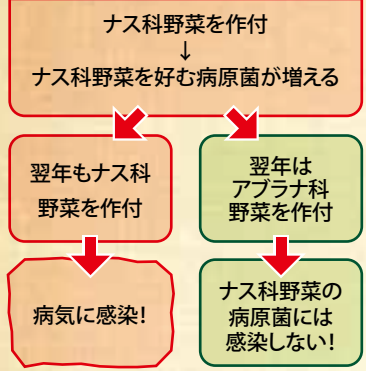 ナス科野菜を作付
↓
ナス科野菜を好む病原菌が増える
翌年もナス科
野菜を作付
翌年は
アブラナ科
野菜を作付
病気に感染！
ナス科野菜の
病原菌には
感染しない！